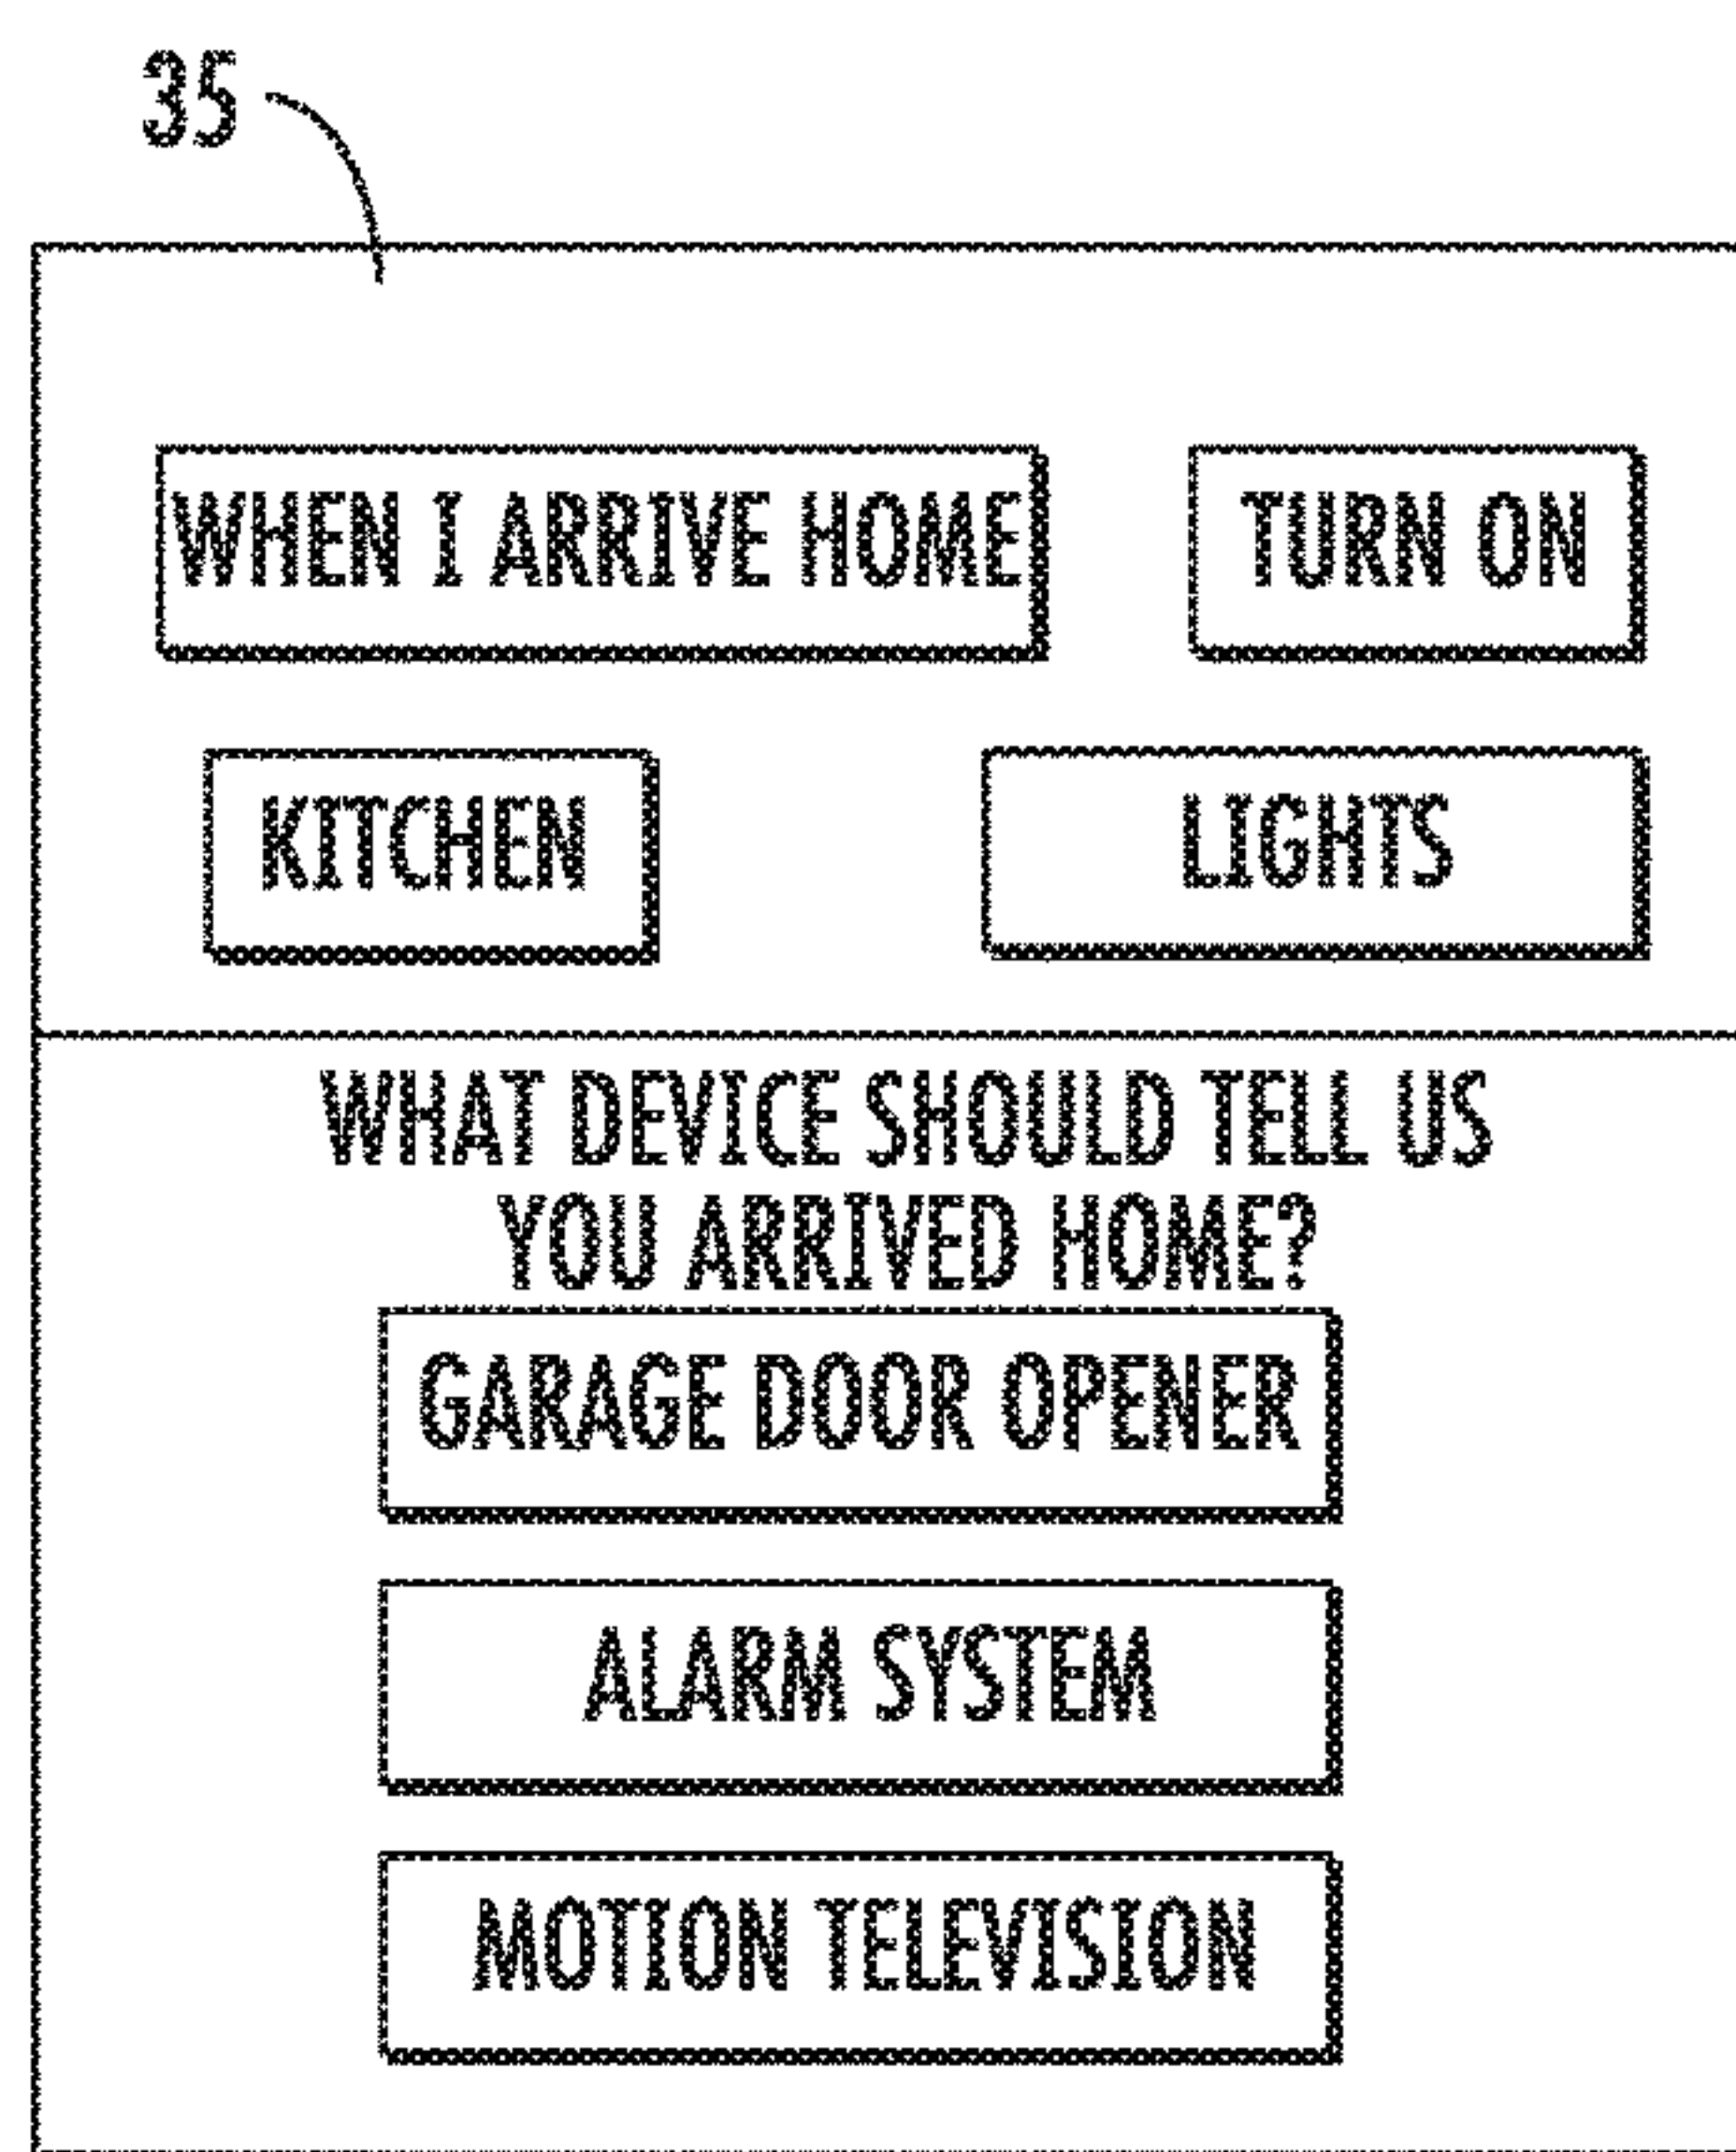 35
WHEN I ARRIVE HOME
TURN ON
KITCHEN
LIGHTS
WHAT DEVICE SHOULD TELL US
YOU ARRIVED HOME?
GARAGE DOOR OPENER
ALARM SYSTEM
MOTION TELEVISION